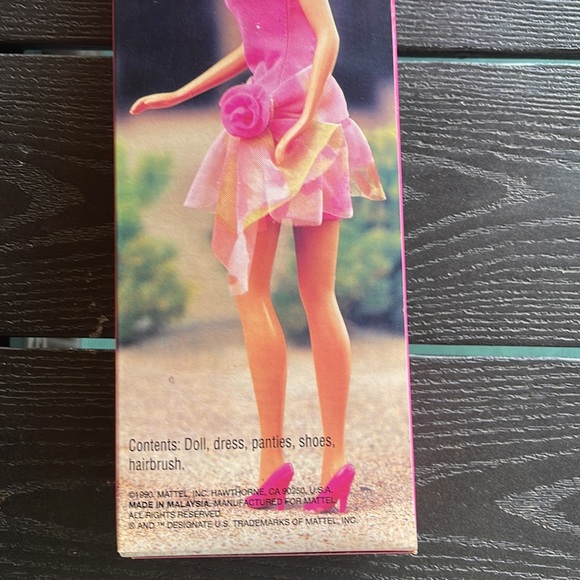 Contents: Doll, dress, panties, shoes,
hairbrush.
©1990, MATTEL, INC. HAWTHORNE, CA 90250, U.S.A.
MADE IN MALAYSIA. MANUFACTURED FOR MATTEL.
ALL RIGHTS RESERVED.
® AND ™ DESIGNATE U.S. TRADEMARKS OF MATTEL, INC.